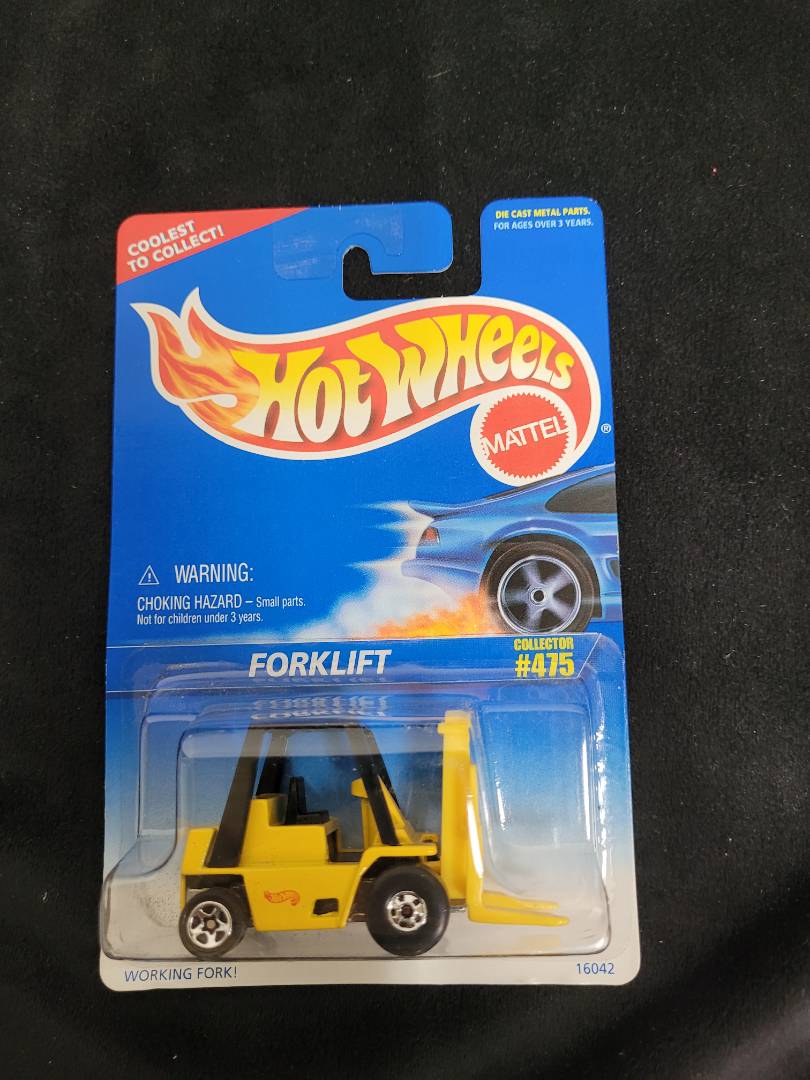 COOLEST
TO COLLECT!
DIE CAST METAL PARTS.
FOR AGES OVER 3 YEARS.
HOT WHEELS
MATTEL
®
⚠ WARNING:
CHOKING HAZARD – Small parts.
Not for children under 3 years.
FORKLIFT
COLLECTOR
#475
WORKING FORK!
16042